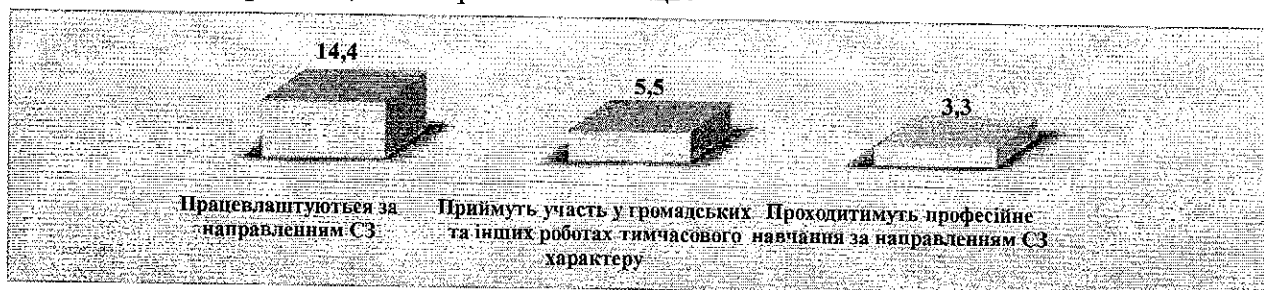 14,4
5,5
3,3
Працевлаштуються за
направленням СЗ
Приймуть участь у громадських
та інших роботах тимчасового
характеру
Проходитимуть професійне
навчання за направленням СЗ